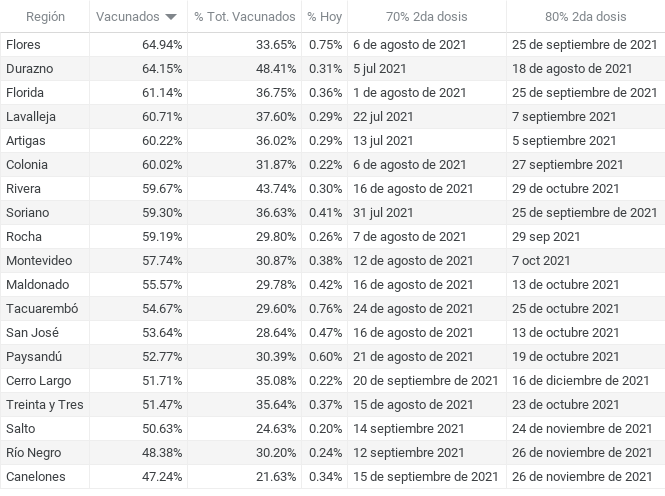 Región Vacunados % Tot. Vacunados % Hoy 70% 2da dosis 80% 2da dosis
Flores 64.94% 33.65% 0.75% 6 de agosto de 2021 25 de septiembre de 2021
Durazno 64.15% 48.41% 0.31% 5 jul 2021 18 de agosto de 2021
Florida 61.14% 36.75% 0.36% 1 de agosto de 2021 25 de septiembre de 2021
Lavalleja 60.71% 37.60% 0.29% 22 jul 2021 7 septiembre 2021
Artigas 60.22% 36.02% 0.29% 13 jul 2021 5 septiembre 2021
Colonia 60.02% 31.87% 0.22% 6 de agosto de 2021 27 septiembre 2021
Rivera 59.67% 43.74% 0.30% 16 de agosto de 2021 29 de octubre de 2021
Soriano 59.30% 36.63% 0.41% 31 jul 2021 25 de septiembre de 2021
Rocha 59.19% 29.80% 0.26% 7 de agosto de 2021 29 sep 2021
Montevideo 57.74% 30.87% 0.38% 12 de agosto de 2021 7 oct 2021
Maldonado 55.57% 29.78% 0.42% 16 de agosto de 2021 13 de octubre de 2021
Tacuarembó 54.67% 29.60% 0.76% 24 de agosto de 2021 25 de octubre de 2021
San José 53.64% 28.64% 0.47% 16 de agosto de 2021 13 de octubre de 2021
Paysandú 52.77% 30.39% 0.60% 21 de agosto de 2021 19 de octubre de 2021
Cerro Largo 51.71% 35.08% 0.22% 20 de septiembre de 2021 16 de diciembre de 2021
Treinta y Tres 51.47% 35.64% 0.37% 15 de agosto de 2021 23 de octubre de 2021
Salto 50.63% 24.63% 0.20% 14 septiembre 2021 24 de noviembre de 2021
Río Negro 48.38% 30.20% 0.24% 12 septiembre 2021 26 de noviembre de 2021
Canelones 47.24% 21.63% 0.34% 15 de septiembre de 2021 26 de noviembre de 2021